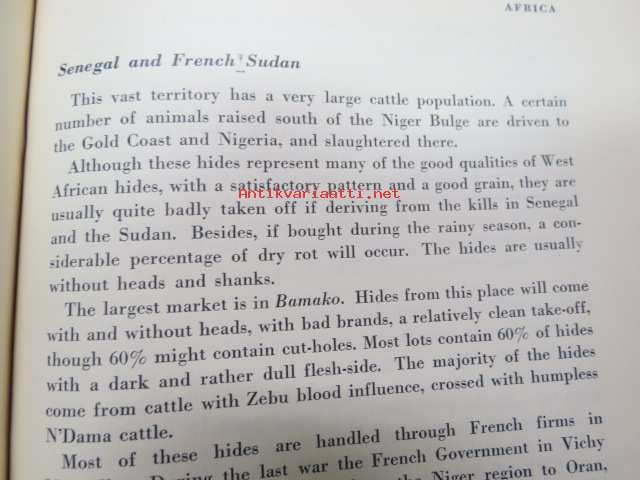 AFRICA
Senegal and French Sudan
This vast territory has a very large cattle population. A certain
number of animals raised south of the Niger Bulge are driven to
the Gold Coast and Nigeria, and slaughtered there.
Although these hides represent many of the good qualities of West
African hides, with a satisfactory pattern and a good grain, they are
Antikvariaatti.net
usually quite badly taken off if deriving from the kills in Senegal
and the Sudan. Besides, if bought during the rainy season, a con-
siderable percentage of dry rot will occur. The hides are usually
without heads and shanks.
The largest market is in Bamako. Hides from this place will come
with and without heads, with bad brands, a relatively clean take-off,
though 60% might contain cut-holes. Most lots contain 60% of hides
with a dark and rather dull flesh-side. The majority of the hides
come from cattle with Zebu blood influence, crossed with humpless
N'Dama cattle.
Most of these hides are handled through French firms in
During the last war the French Government in Vichy
the Niger region to Oran,